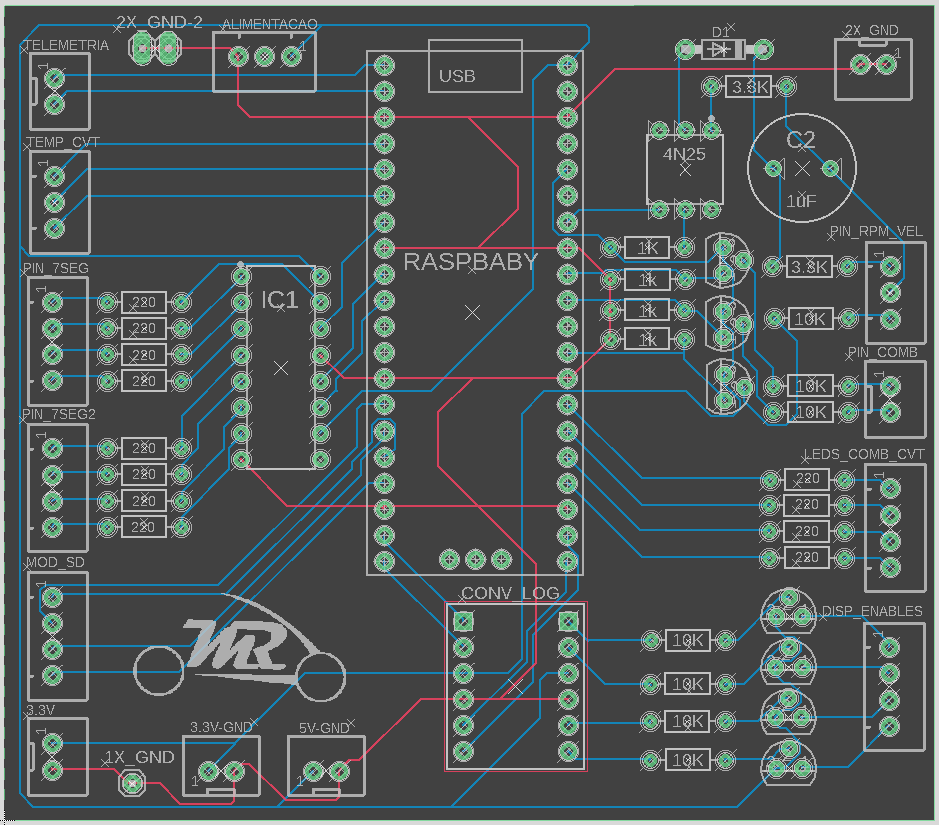 2X_GND-2
ALIMENTACAO
1
D1
2X_GND
1
TELEMETRIA
1
USB
3.3K
TEMP_CVT
1
4N25
C2
1uF
PIN_RPM_VEL
1
PIN_7SEG
1
220
220
220
220
IC1
RASPBABY
1K
1k
1k
1k
3.3K
10K
PIN_COMB
1
10K
10K
PIN_7SEG2
1
220
220
220
220
LEDS_COMB_CVT
1
220
220
220
220
MOD_SD
1
CONV_LOG
MR
DISP_ENABLES
1
10K
10K
10K
10K
3.3V
1
1X_GND
3.3V-GND
1
5V-GND
1